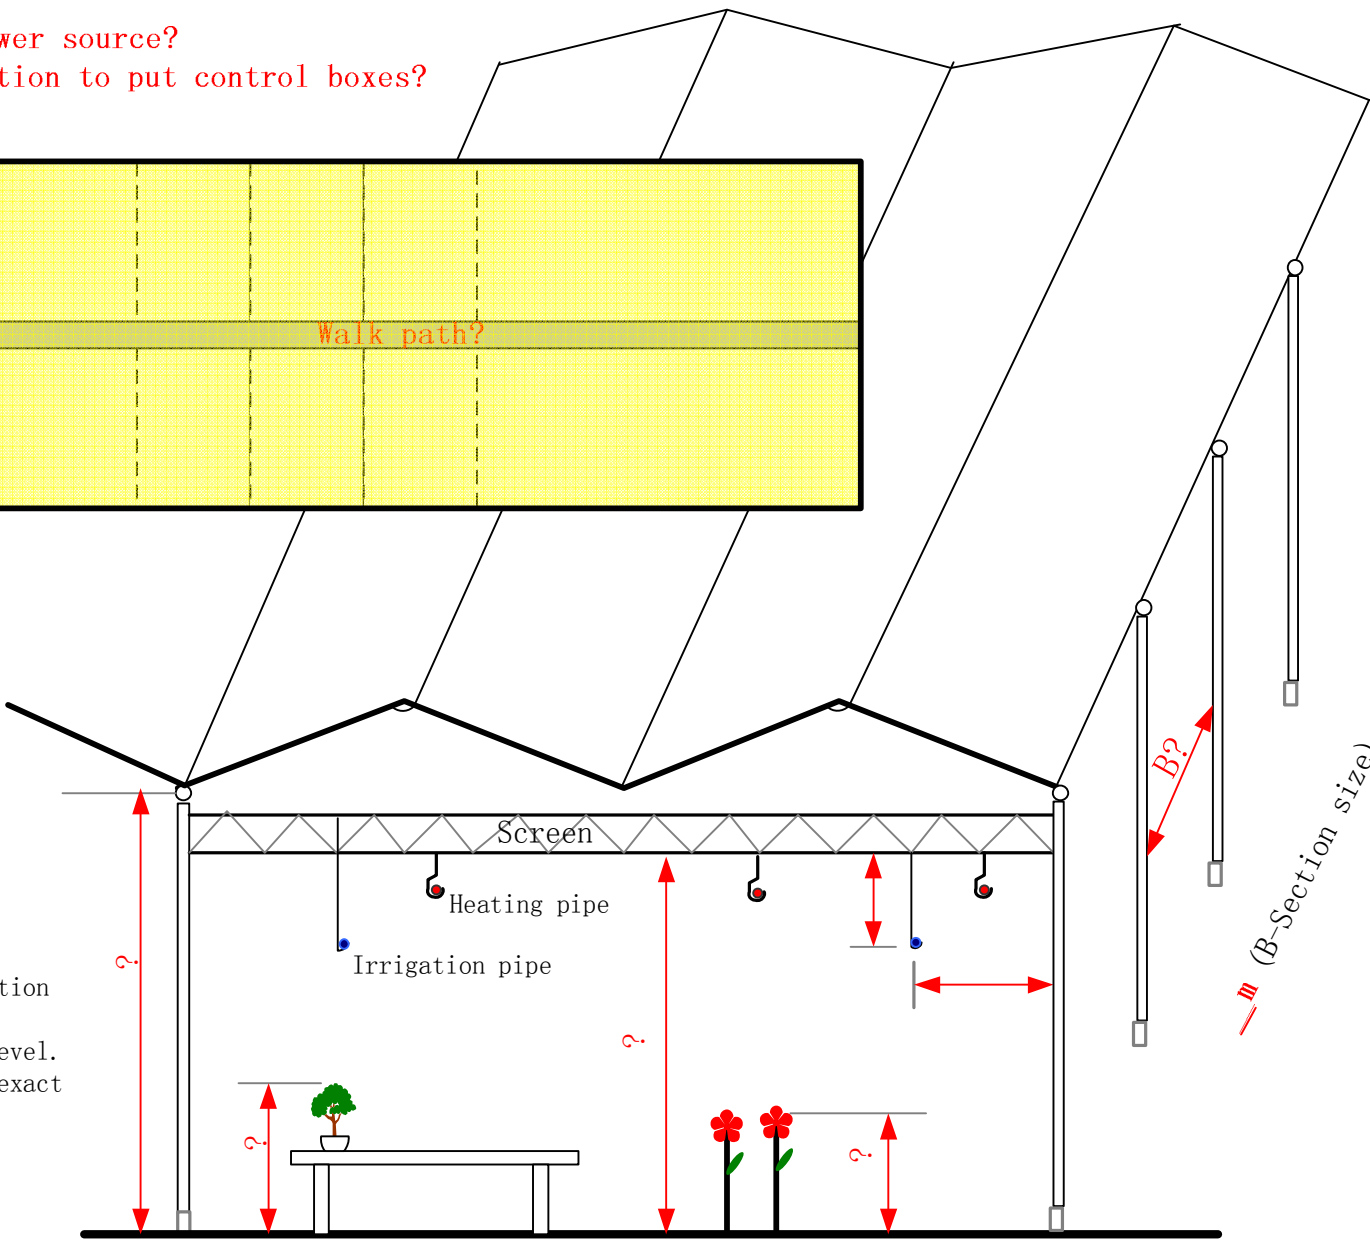 wer source?
tion to put control boxes?
Walk path?
B?
Screen
Heating pipe
Irrigation pipe
?
?
?
?
m (B-Section size)
tion
evel.
exact